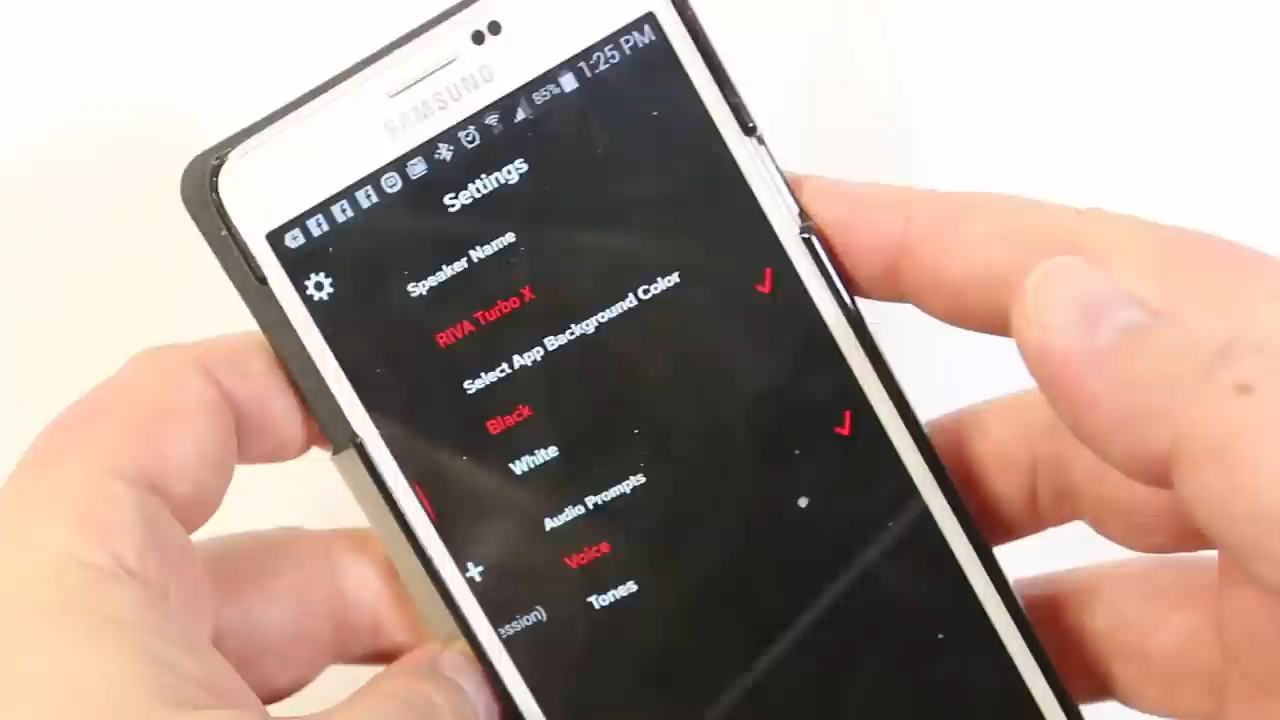 SAMSUNG
85% 1:25 PM
Settings
Speaker Name
RIVA Turbo X
Select App Background Color
Black
White
Audio Prompts
Voice
Tones
ession)